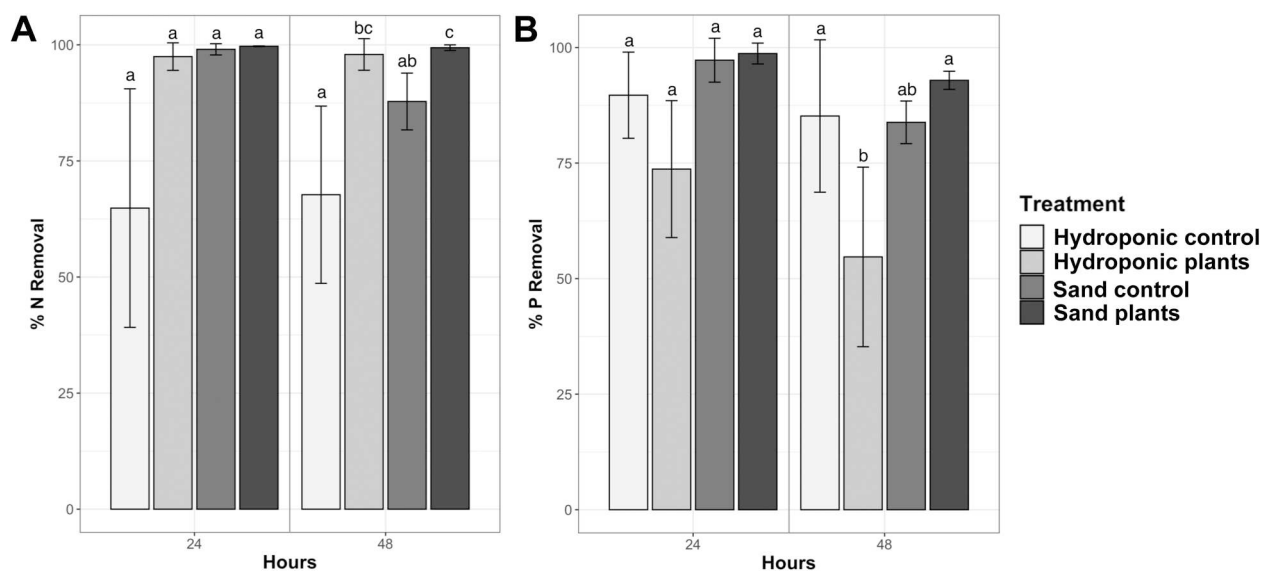 A
% N Removal
100
75
50
25
0
a
a
a
a
a
bc
ab
c
24
48
Hours
B
% P Removal
100
75
50
25
0
a
a
a
a
a
b
ab
a
24
48
Hours
Treatment
Hydroponic control
Hydroponic plants
Sand control
Sand plants